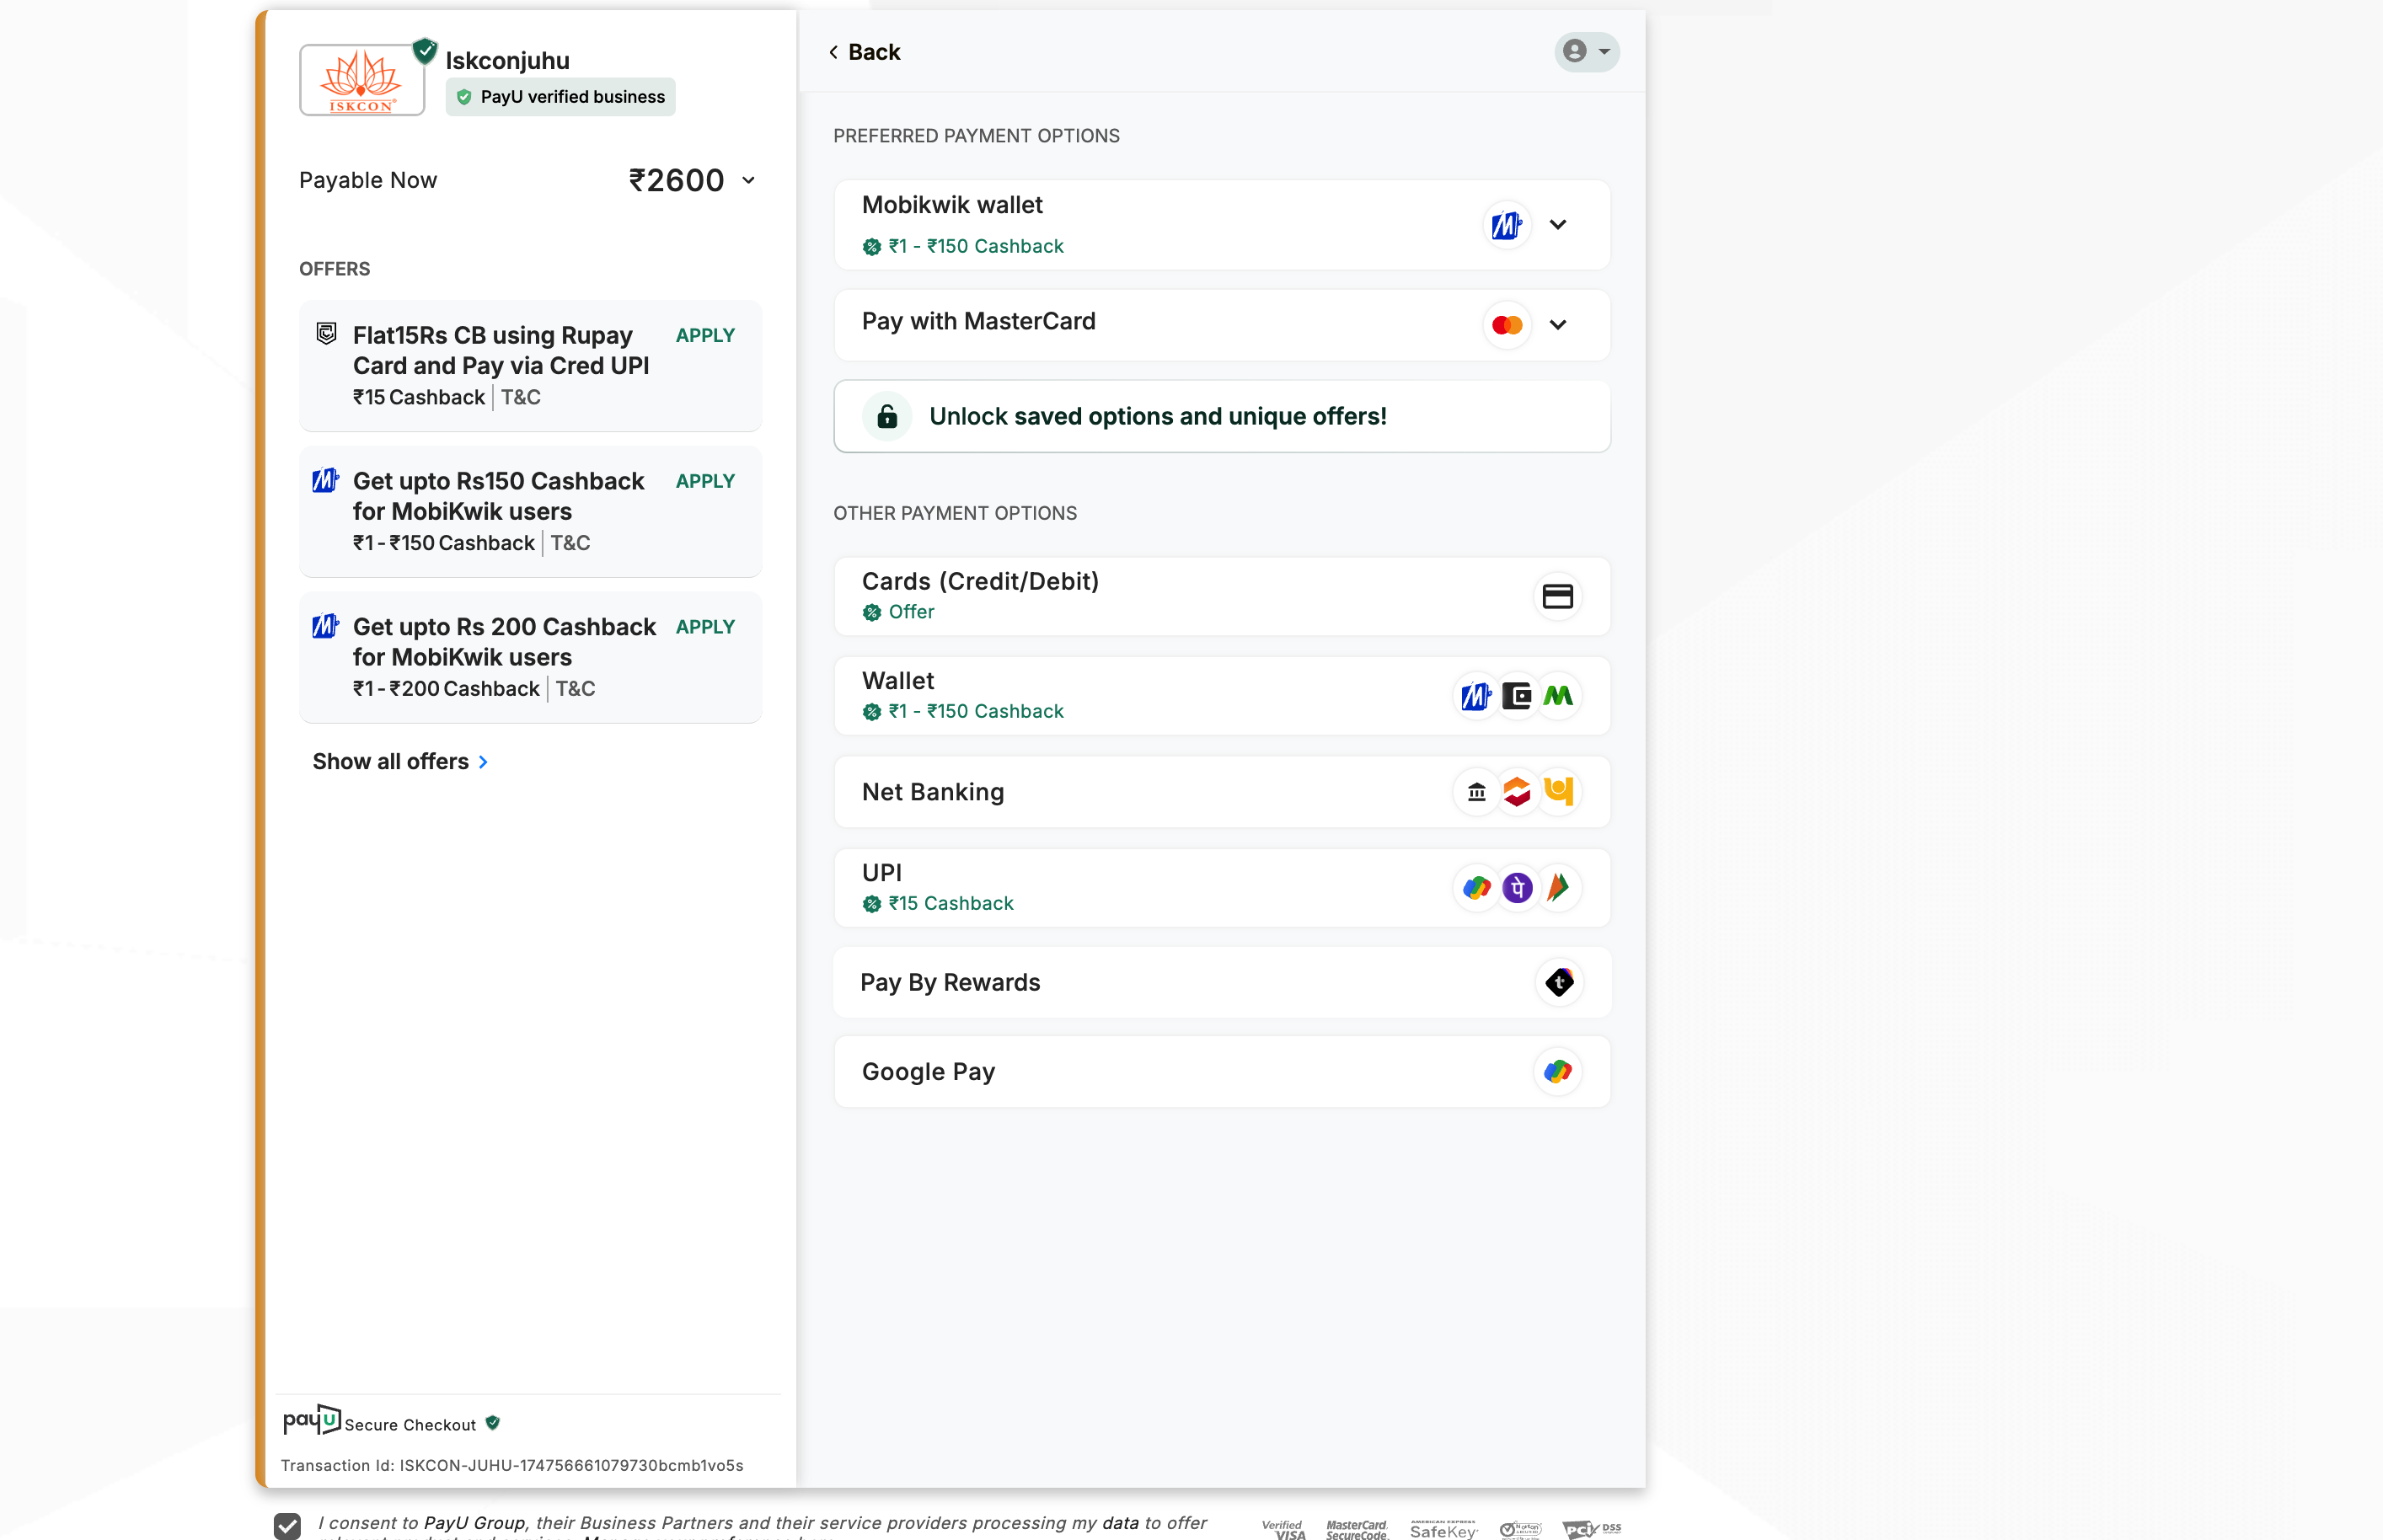 ISKCON
Iskconjuhu
PayU verified business
Payable Now
₹2600
OFFERS
Flat15Rs CB using Rupay
Card and Pay via Cred UPI
APPLY
₹15 Cashback | T&C
Get upto Rs150 Cashback
for MobiKwik users
APPLY
₹1 - ₹150 Cashback | T&C
Get upto Rs 200 Cashback
for MobiKwik users
APPLY
₹1 - ₹200 Cashback | T&C
Show all offers
payU Secure Checkout
Transaction Id: ISKCON-JUHU-174756661079730bcmb1vo5s
Back
PREFERRED PAYMENT OPTIONS
Mobikwik wallet
₹1 - ₹150 Cashback
Pay with MasterCard
Unlock saved options and unique offers!
OTHER PAYMENT OPTIONS
Cards (Credit/Debit)
Offer
Wallet
₹1 - ₹150 Cashback
Net Banking
UPI
₹15 Cashback
Pay By Rewards
Google Pay
I consent to PayU Group, their Business Partners and their service providers processing my data to offer
Verified
VISA
MasterCard.
SecureCode.
AMERICAN EXPRESS
SafeKey
Norton
PCI DSS